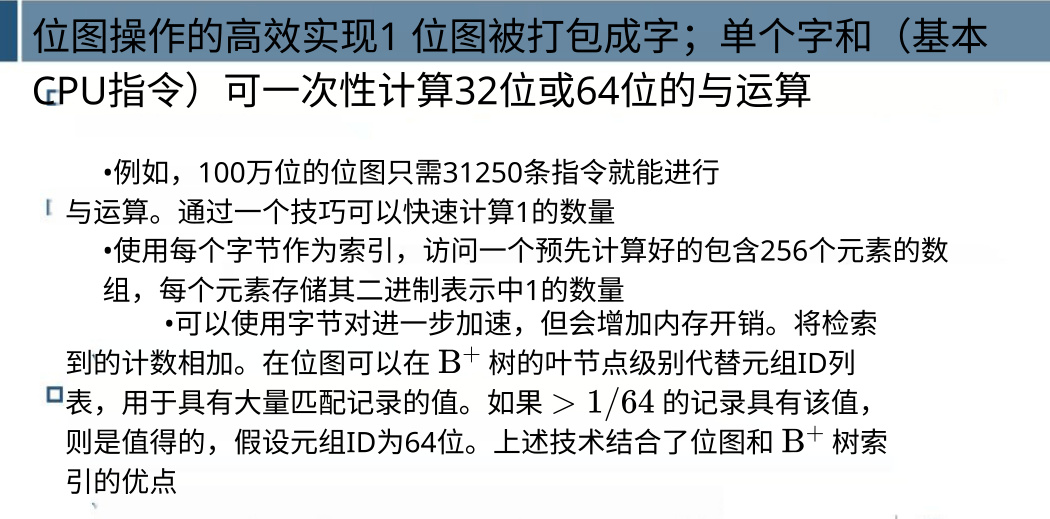 位图操作的高效实现1 位图被打包成字；单个字和（基本
CPU指令）可一次性计算32位或64位的与运算
•例如，100万位的位图只需31250条指令就能进行
与运算。通过一个技巧可以快速计算1的数量
•使用每个字节作为索引，访问一个预先计算好的包含256个元素的数
组，每个元素存储其二进制表示中1的数量
•可以使用字节对进一步加速，但会增加内存开销。将检索
到的计数相加。在位图可以在 B⁺ 树的叶节点级别代替元组ID列
表，用于具有大量匹配记录的值。如果 > 1/64 的记录具有该值，
则是值得的，假设元组ID为64位。上述技术结合了位图和 B⁺ 树索
引的优点